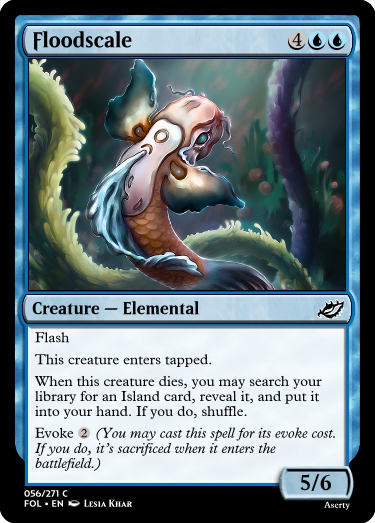 Floodscale 4
Creature — Elemental
Flash
This creature enters tapped.
When this creature dies, you may search your
library for an Island card, reveal it, and put it
into your hand. If you do, shuffle.
Evoke 2 (You may cast this spell for its evoke cost.
If you do, it's sacrificed when it enters the
battlefield.)
5/6
056/271 C
FOL • EN Lesia Khar
Aserty